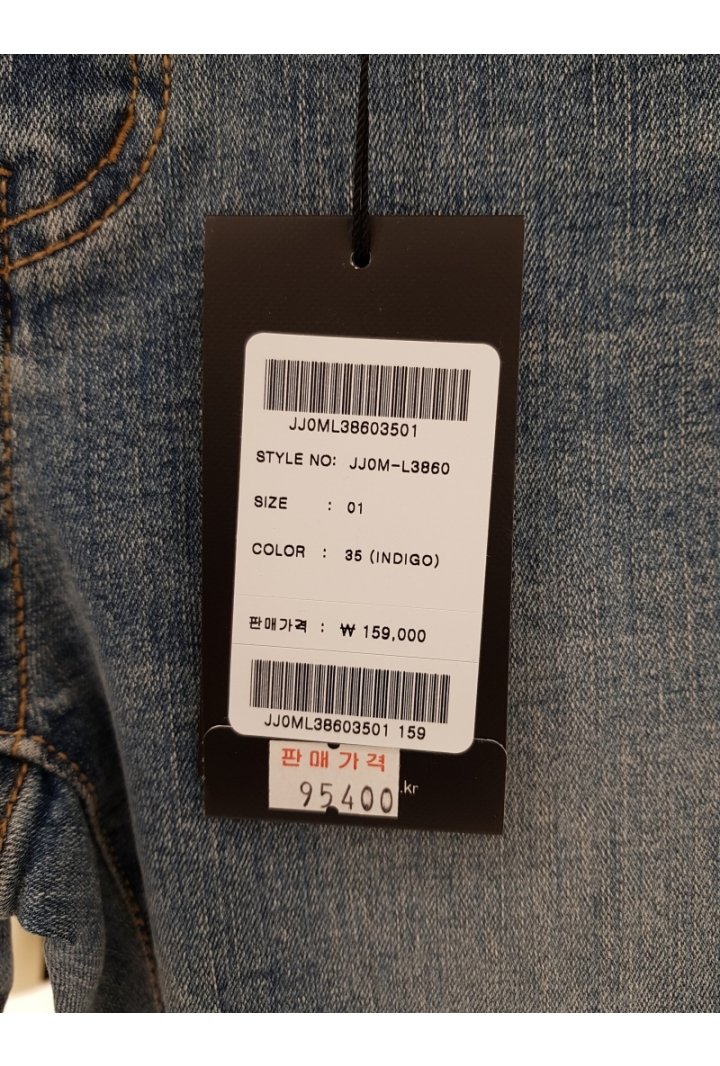 JJ0ML38603501
STYLE NO: JJ0M-L3860
SIZE : 01
COLOR : 35 (INDIGO)
판매가격 : ₩ 159,000
JJ0ML38603501 159
판매가격
95400
.kr